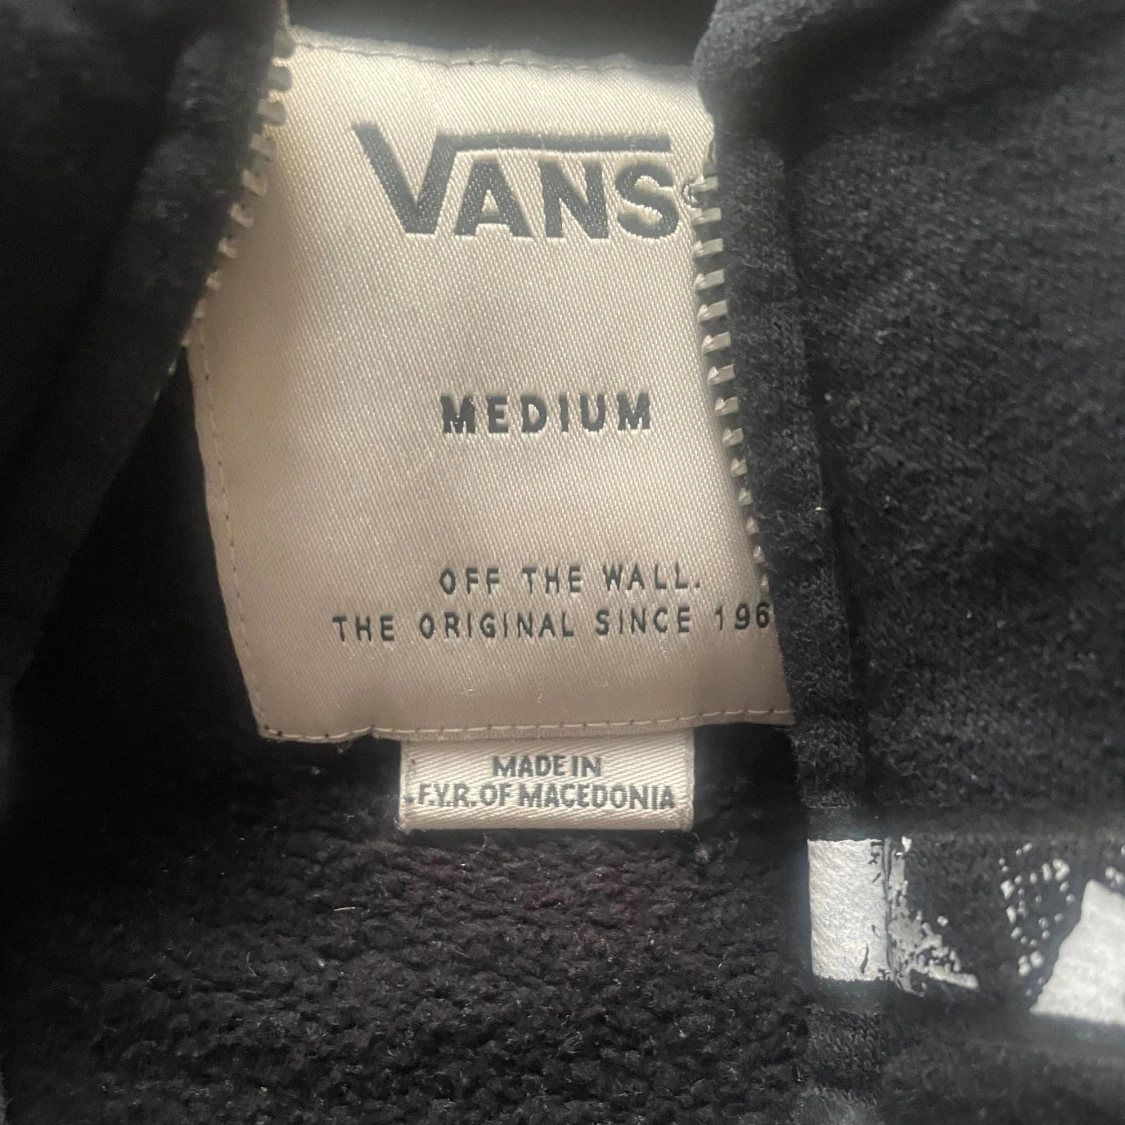 VANS
MEDIUM
OFF THE WALL.
THE ORIGINAL SINCE 196
MADE IN
F.Y.R. OF MACEDONIA